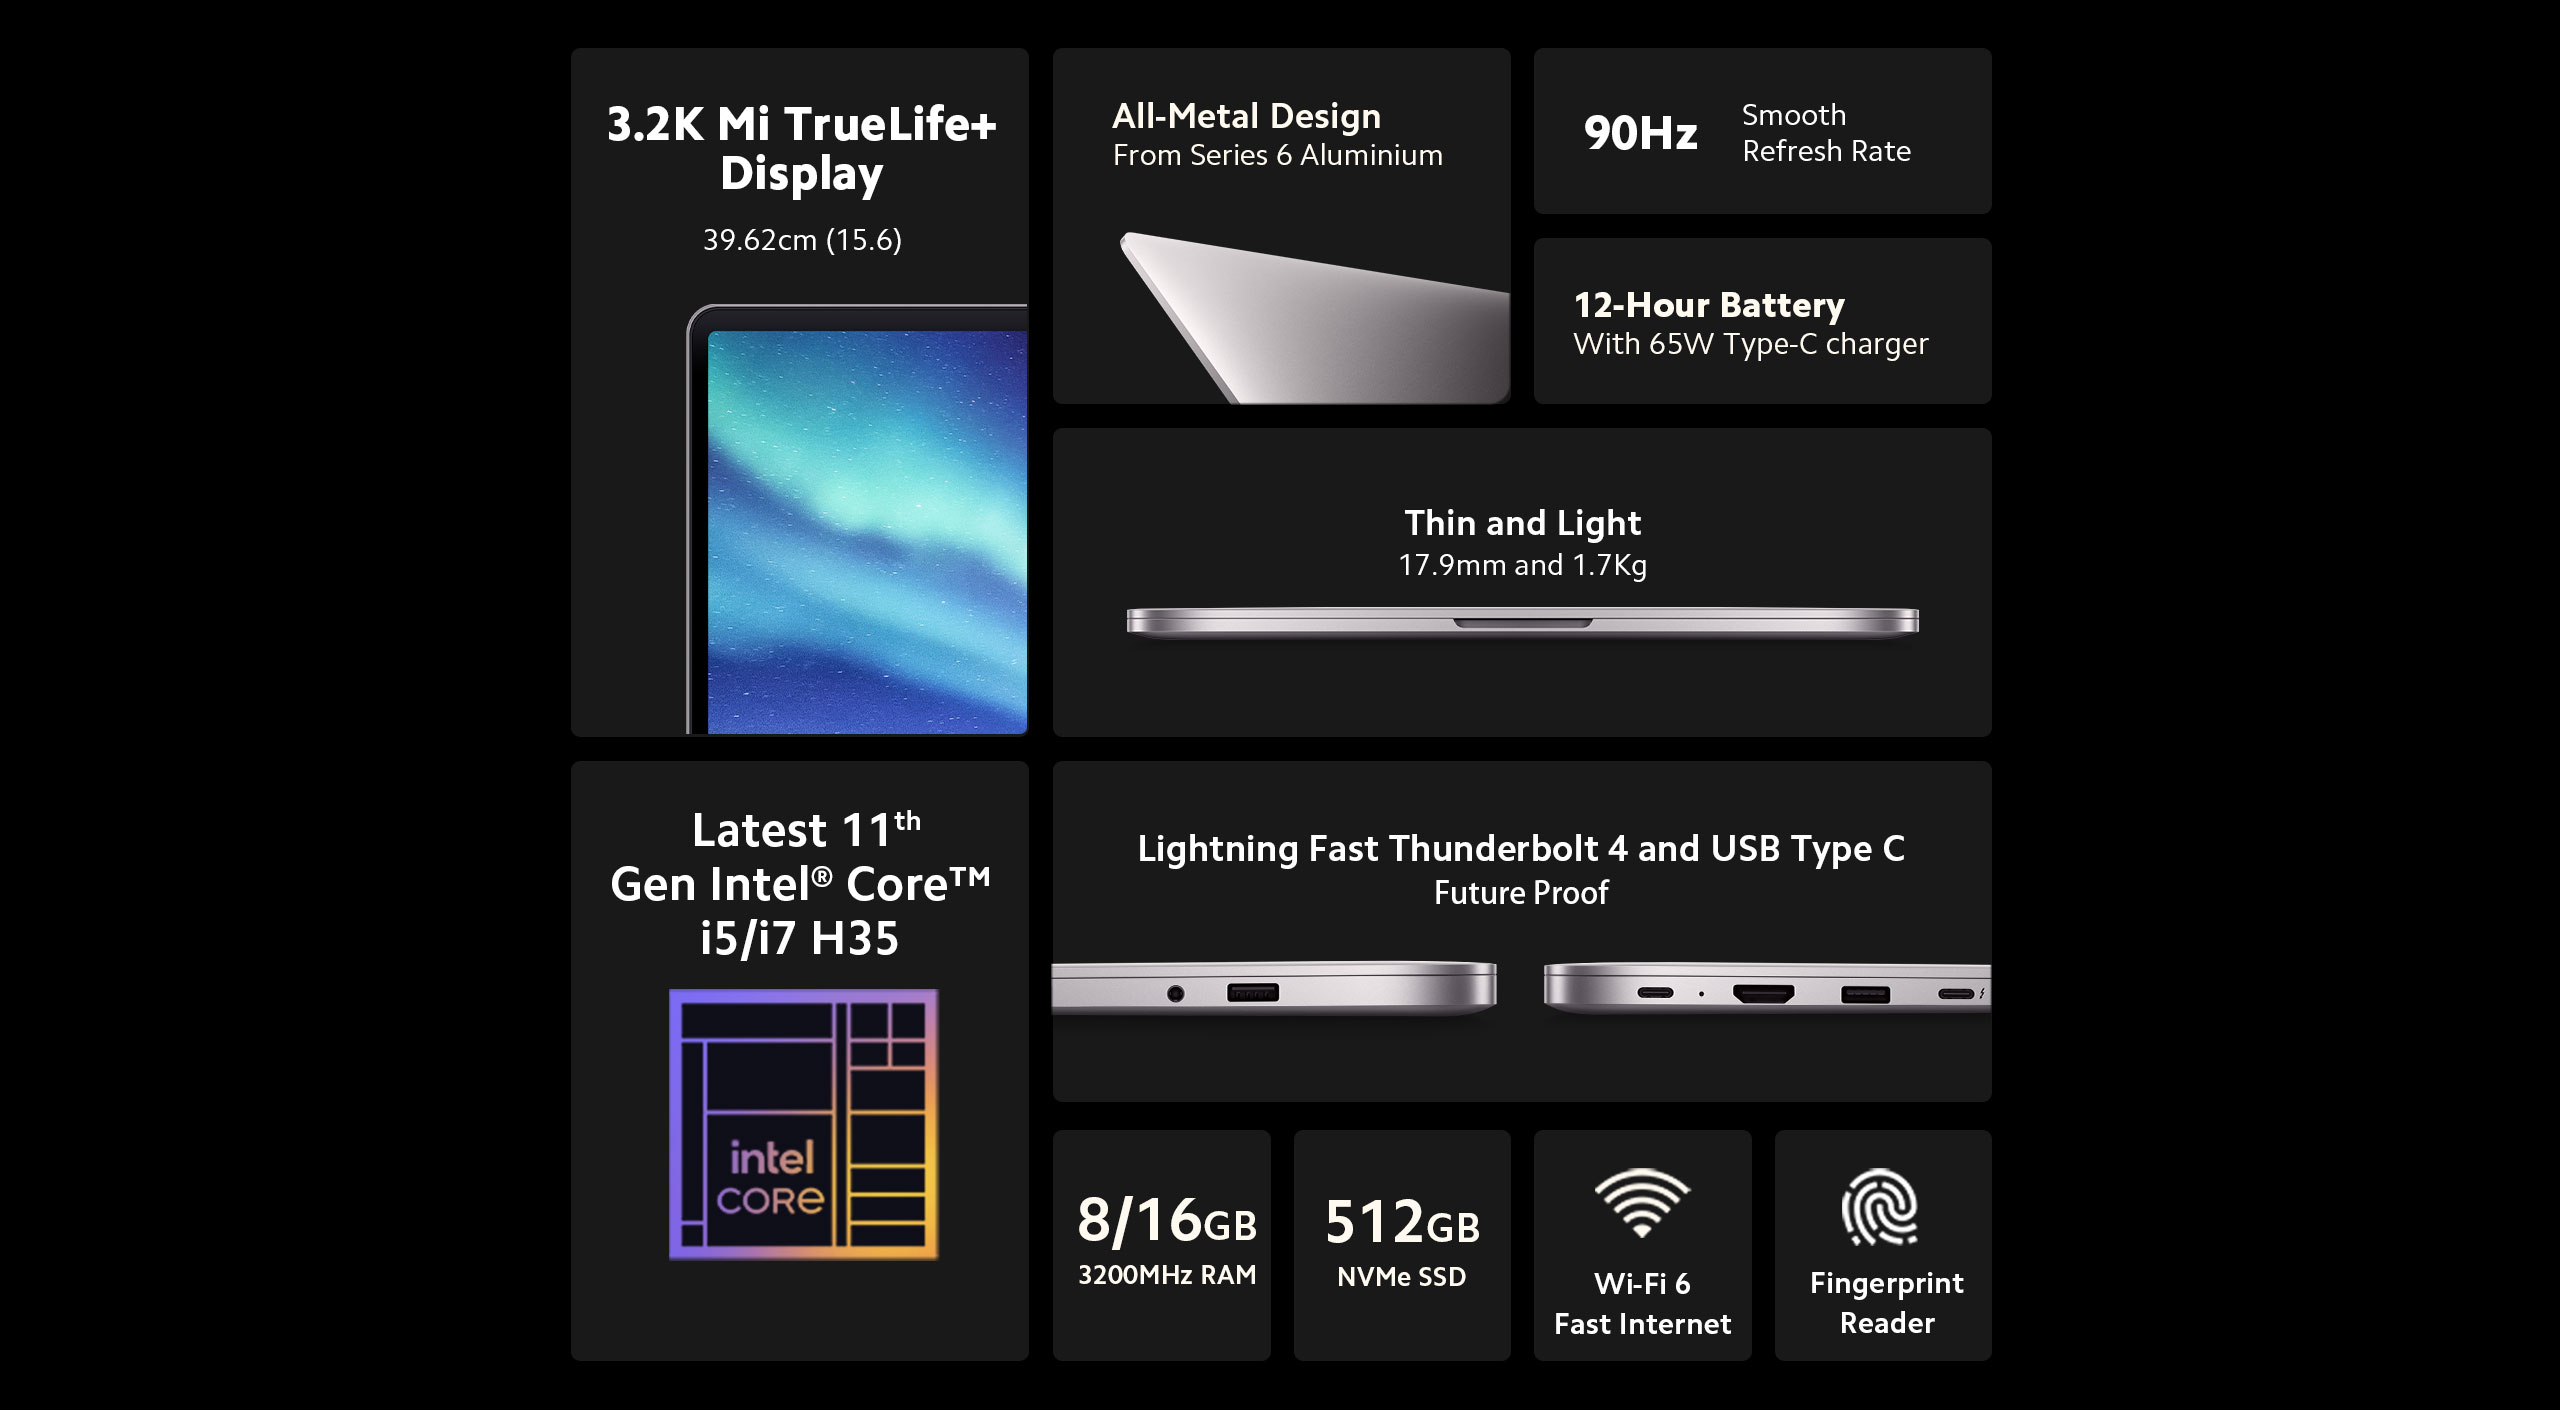 3.2K Mi TrueLife+
Display
39.62cm (15.6)
All-Metal Design
From Series 6 Aluminium
90Hz
Smooth
Refresh Rate
12-Hour Battery
With 65W Type-C charger
Thin and Light
17.9mm and 1.7Kg
Latest 11th
Gen Intel® Core™
i5/i7 H35
intel
CORE
Lightning Fast Thunderbolt 4 and USB Type C
Future Proof
8/16GB
3200MHz RAM
512GB
NVMe SSD
Wi-Fi 6
Fast Internet
Fingerprint
Reader